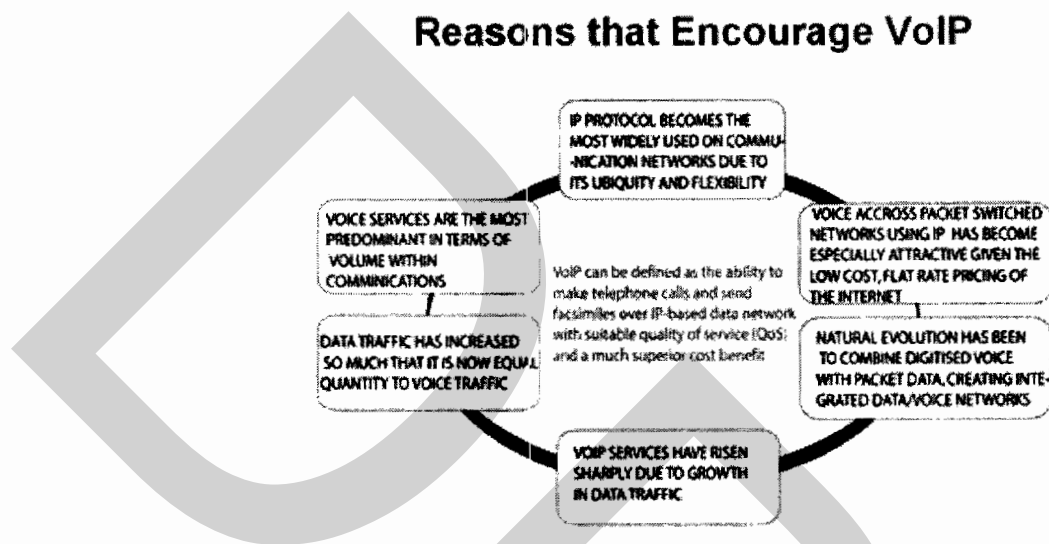 Reasons that Encourage VoIP
IP PROTOCOL BECOMES THE
MOST WIDELY USED ON COMMU-
-NICATION NETWORKS DUE TO
ITS UBIQUITY AND FLEXIBILITY
VOICE SERVICES ARE THE MOST
PREDOMINANT IN TERMS OF
VOLUME WITHIN
COMMUNICATIONS
VOICE ACCROSS PACKET SWITCHED
NETWORKS USING IP HAS BECOME
ESPECIALLY ATTRACTIVE GIVEN THE
LOW COST, FLAT RATE PRICING OF
THE INTERNET
VoIP can be defined as the ability to
make telephone calls and send
facsimiles over IP-based data network
with suitable quality of service (QoS)
and a much superior cost benefit
DATA TRAFFIC HAS INCREASED
SO MUCH THAT IT IS NOW EQUAL
QUANTITY TO VOICE TRAFFIC
NATURAL EVOLUTION HAS BEEN
TO COMBINE DIGITISED VOICE
WITH PACKET DATA, CREATING INTE-
GRATED DATA/VOICE NETWORKS
VOIP SERVICES HAVE RISEN
SHARPLY DUE TO GROWTH
IN DATA TRAFFIC